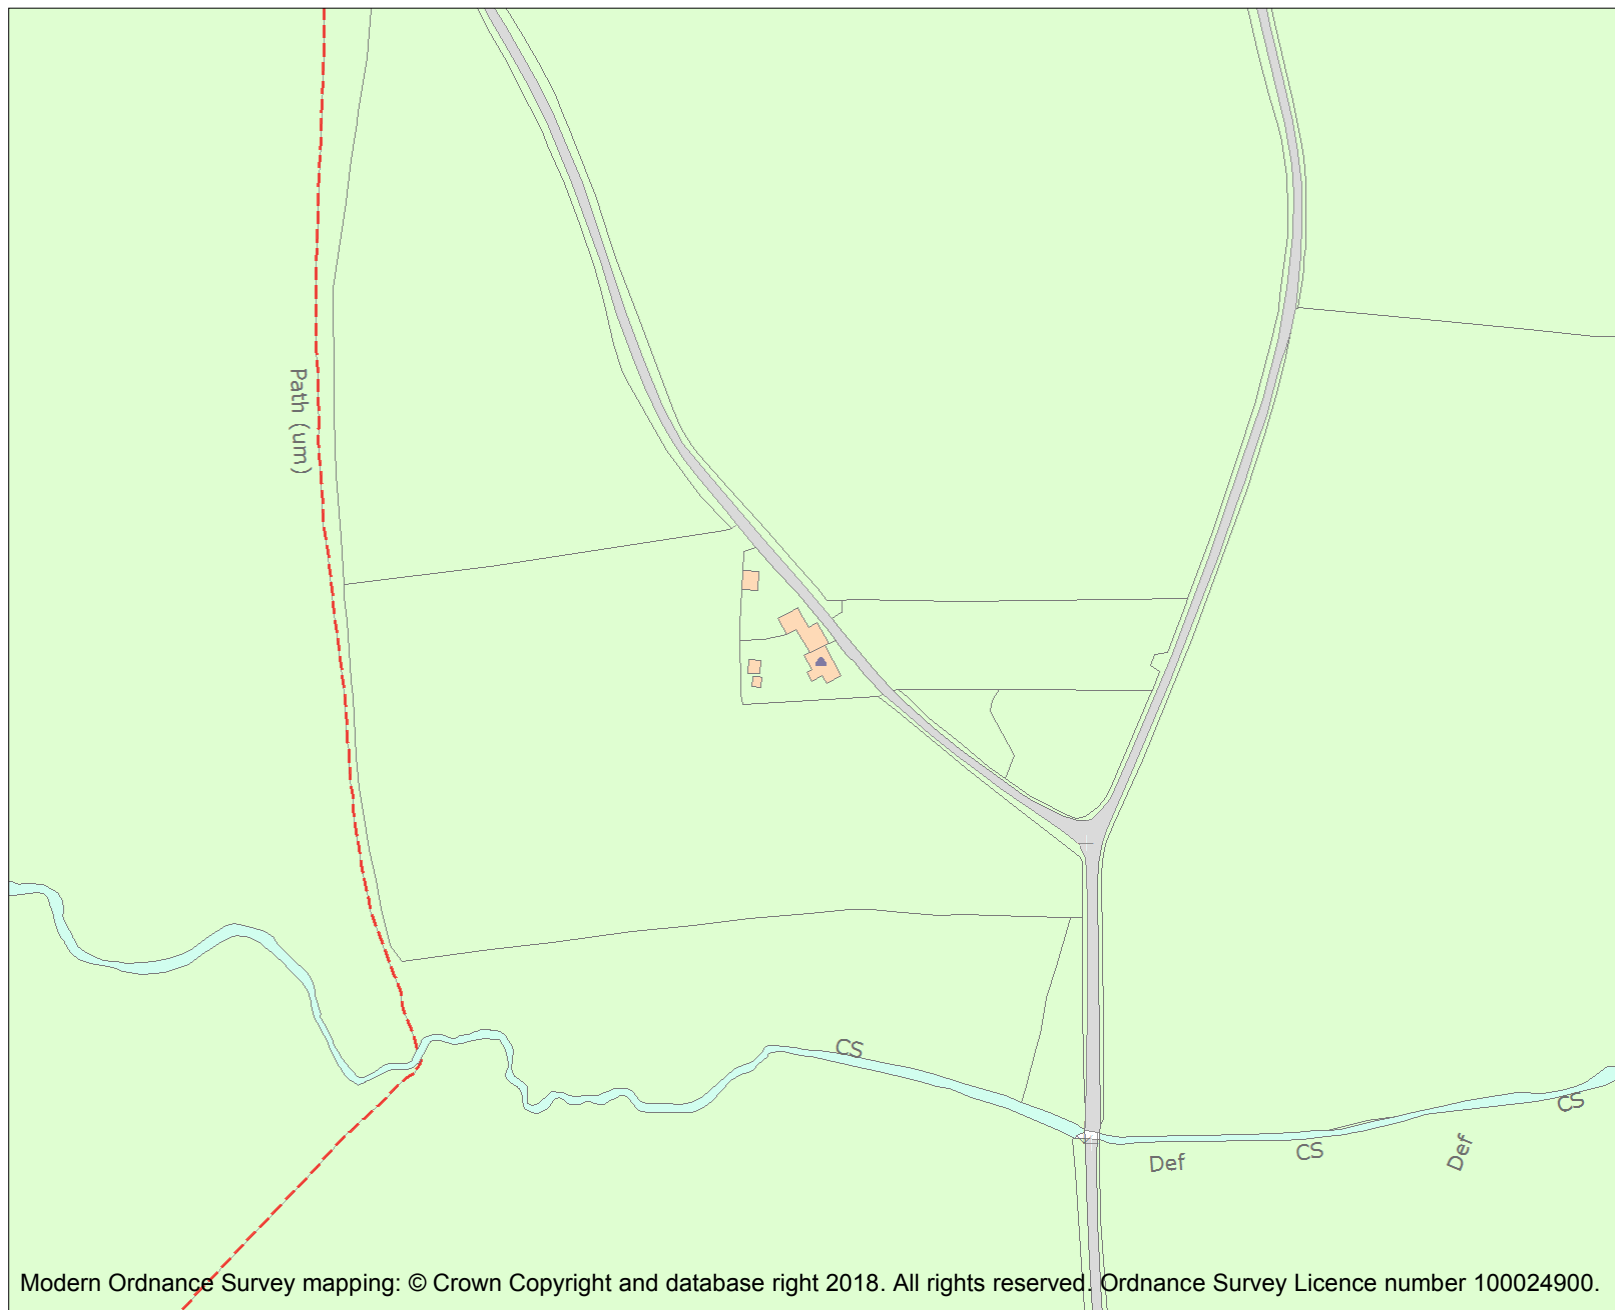 Path (um)
CS
CS
Def
CS
Def
Modern Ordnance Survey mapping: © Crown Copyright and database right 2018. All rights reserved. Ordnance Survey Licence number 100024900.